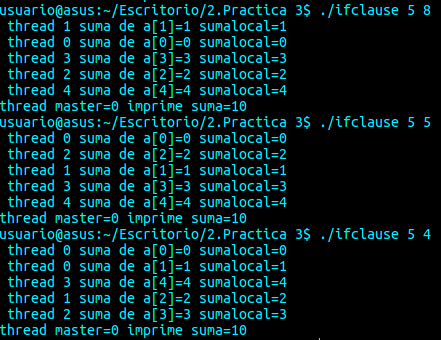 usuario@asus:~/Escritorio/2.Practica 3$ ./ifclause 5 8
thread 1 suma de a[1]=1 sumalocal=1
thread 0 suma de a[0]=0 sumalocal=0
thread 3 suma de a[3]=3 sumalocal=3
thread 2 suma de a[2]=2 sumalocal=2
thread 4 suma de a[4]=4 sumalocal=4
thread master=0 imprime suma=10
usuario@asus:~/Escritorio/2.Practica 3$ ./ifclause 5 5
thread 0 suma de a[0]=0 sumalocal=0
thread 2 suma de a[2]=2 sumalocal=2
thread 1 suma de a[1]=1 sumalocal=1
thread 3 suma de a[3]=3 sumalocal=3
thread 4 suma de a[4]=4 sumalocal=4
thread master=0 imprime suma=10
usuario@asus:~/Escritorio/2.Practica 3$ ./ifclause 5 4
thread 0 suma de a[0]=0 sumalocal=0
thread 0 suma de a[1]=1 sumalocal=1
thread 3 suma de a[4]=4 sumalocal=4
thread 1 suma de a[2]=2 sumalocal=2
thread 2 suma de a[3]=3 sumalocal=3
thread master=0 imprime suma=10